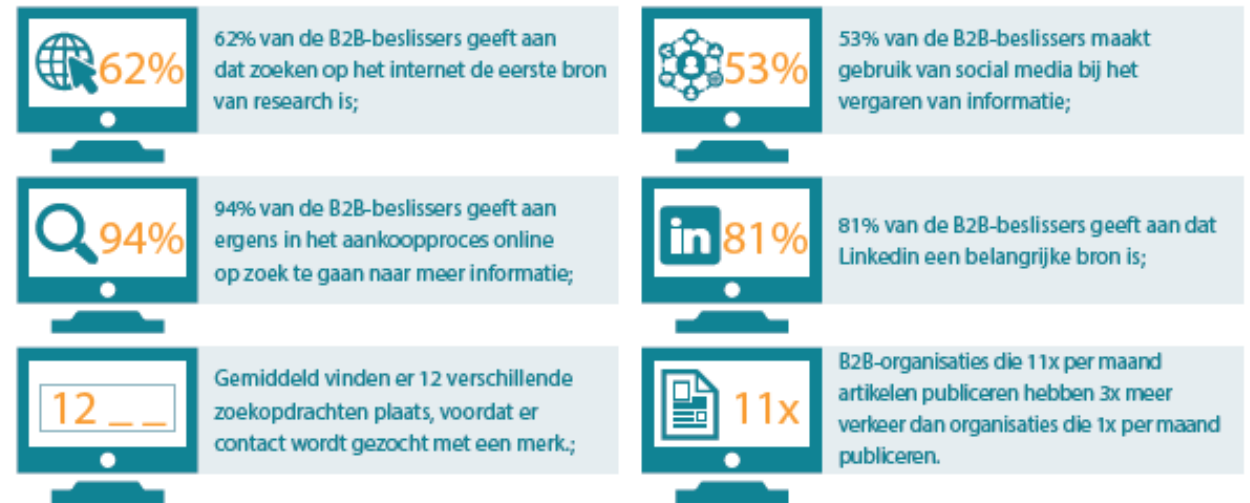 62%
62% van de B2B-beslissers geeft aan
dat zoeken op het internet de eerste bron
van research is;
53%
53% van de B2B-beslissers maakt
gebruik van social media bij het
vergaren van informatie;
94%
94% van de B2B-beslissers geeft aan
ergens in het aankoopproces online
op zoek te gaan naar meer informatie;
in 81%
81% van de B2B-beslissers geeft aan dat
Linkedin een belangrijke bron is;
12 _ _
Gemiddeld vinden er 12 verschillende
zoekopdrachten plaats, voordat er
contact wordt gezocht met een merk.;
11x
B2B-organisaties die 11x per maand
artikelen publiceren hebben 3x meer
verkeer dan organisaties die 1x per maand
publiceren.